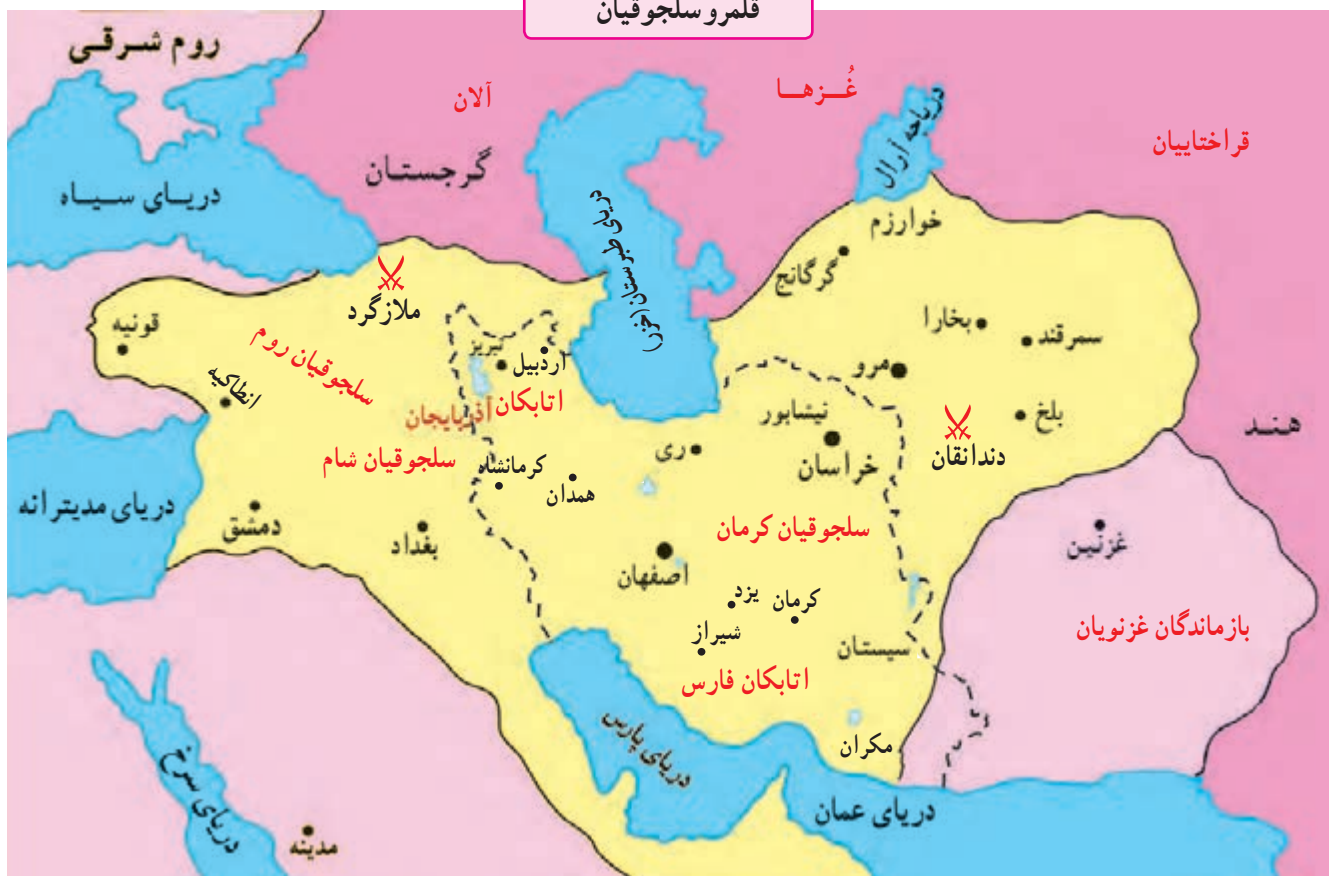 قلمرو سلجوقیان
روم شرقی
آلان
غُزهـا
دریاچه آرال
قراختاییان
گرجستان
دریای سیاه
دریای طبرستان (خزر)
خوارزم
گرگانج
ملازگرد
بخارا
سمرقند
قونیه
سلجوقیان روم
تبریز
اردبیل
مرو
انطاکیه
اتابکان
آذربایجان
نیشابور
بلخ
هند
ری
خراسان
دندانقان
سلجوقیان شام
کرمانشاه
همدان
دریای مدیترانه
دمشق
بغداد
سلجوقیان کرمان
غزنین
اصفهان
یزد
کرمان
شیراز
سیستان
بازماندگان غزنویان
اتابکان فارس
دریای پارس
مکران
دریای سرخ
دریای عمان
مدینه